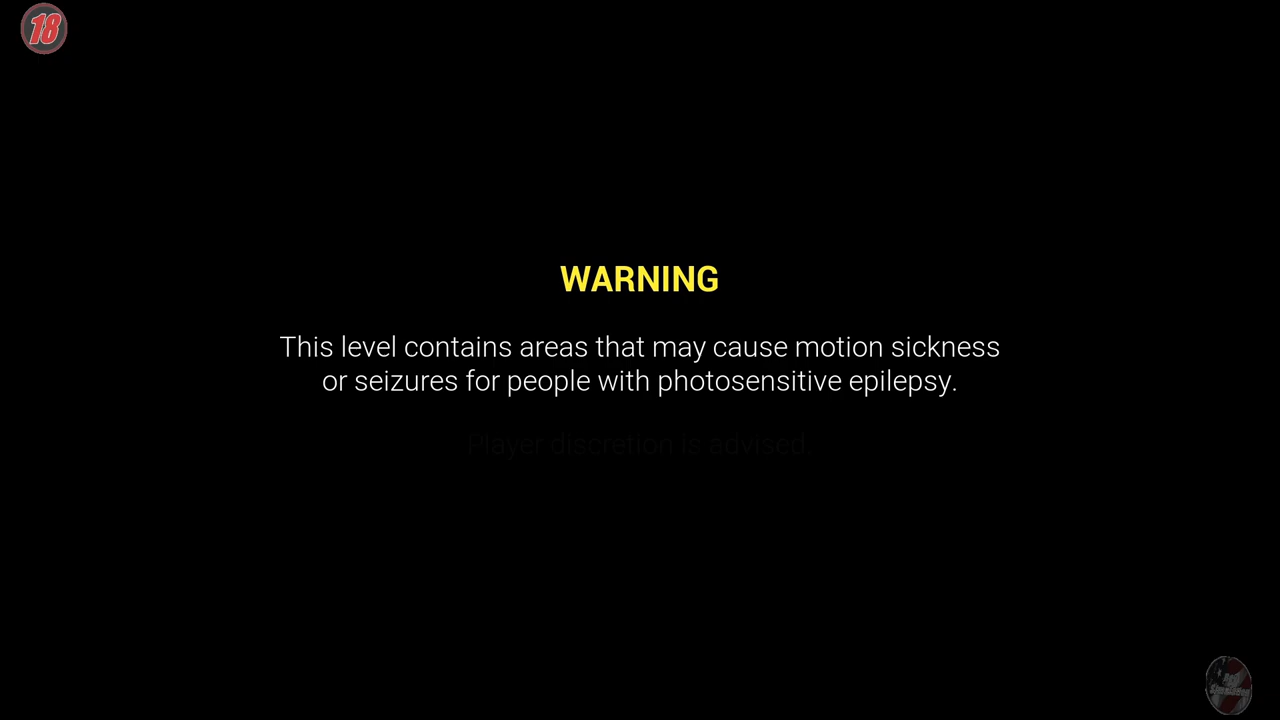 18
WARNING
This level contains areas that may cause motion sickness
or seizures for people with photosensitive epilepsy.
Player discretion is advised.